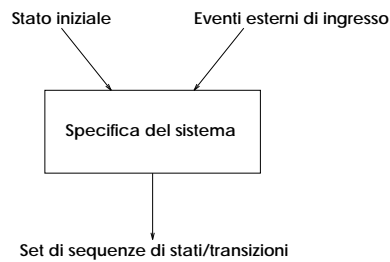 Stato iniziale
Eventi esterni di ingresso
Specifica del sistema
Set di sequenze di stati/transizioni